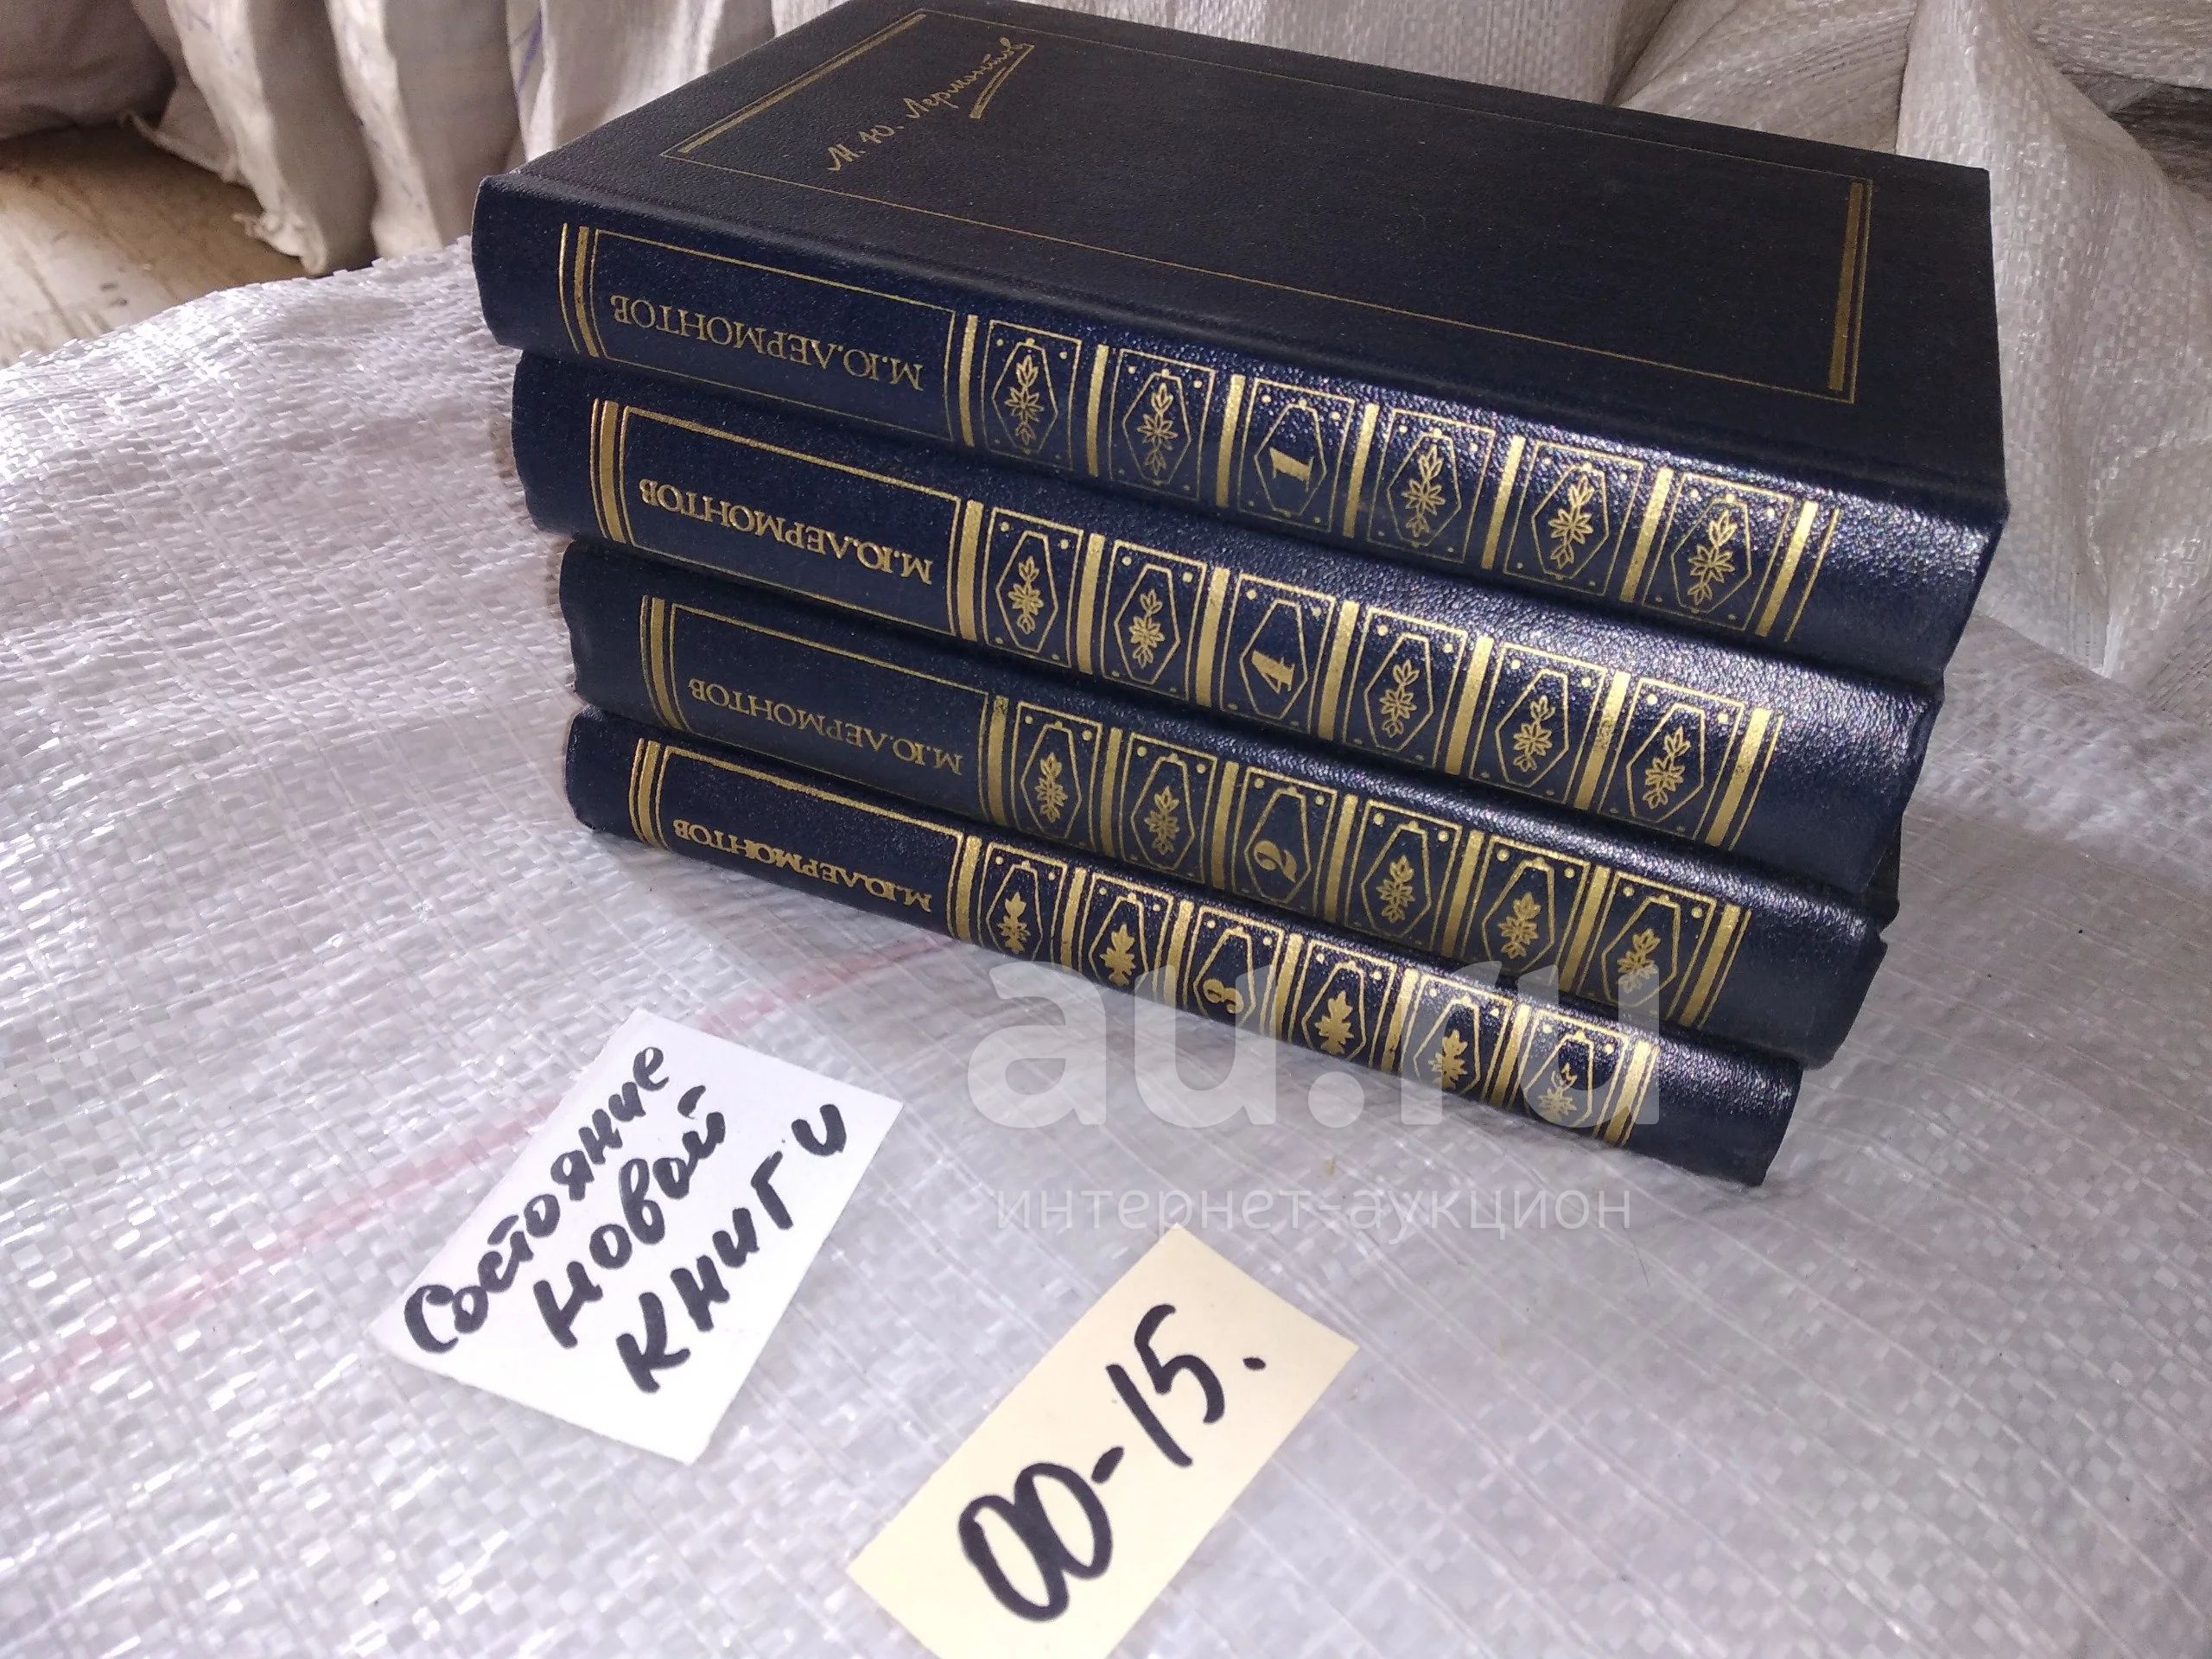 М. Ю. Лермонтов
М.Ю.ЛЕРМОНТОВ
1
М.Ю.ЛЕРМОНТОВ
4
М.Ю.ЛЕРМОНТОВ
2
М.Ю.ЛЕРМОНТОВ
3
au.ru
интернет-аукцион
Состояние
новой
книги
00-15.